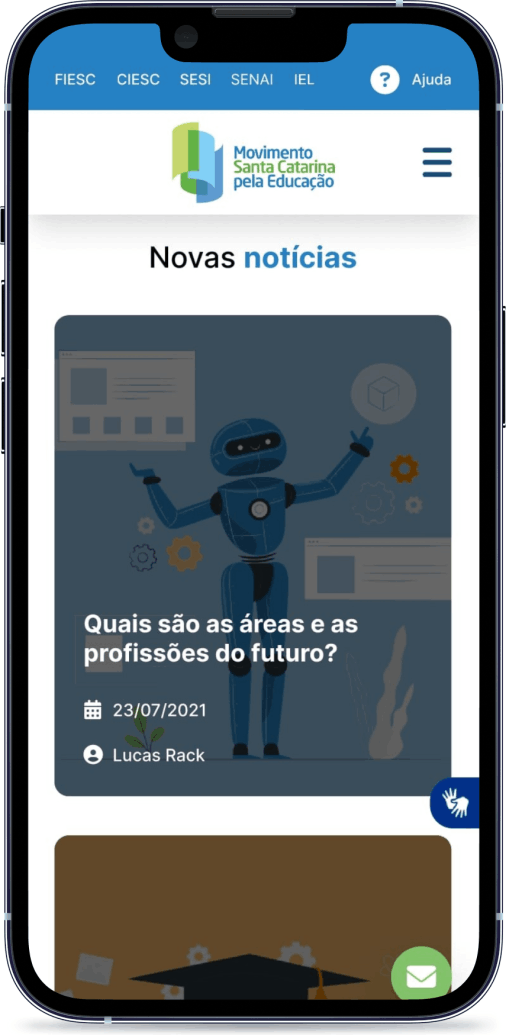 FIESC CIESC SESI SENAI IEL ? Ajuda
Movimento
Santa Catarina
pela Educação
Novas notícias
Quais são as áreas e as
profissões do futuro?
23/07/2021
Lucas Rack